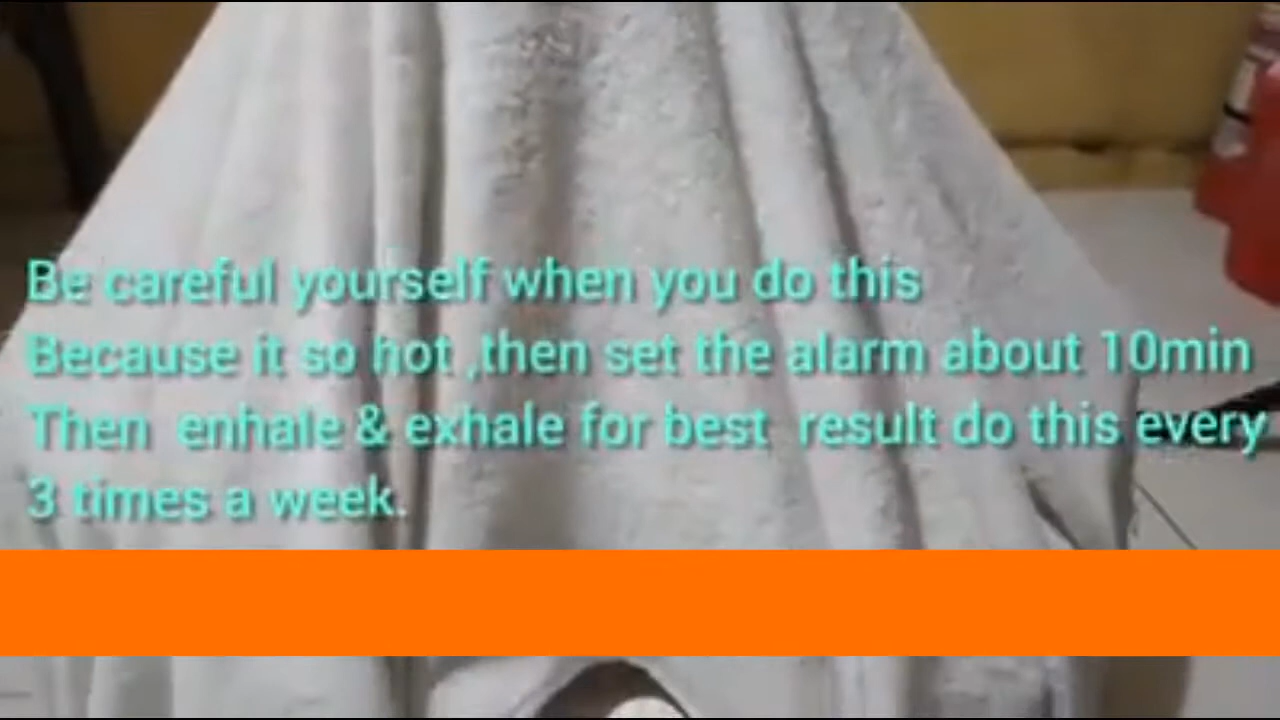 Be careful yourself when you do this
Because it so hot ,then set the alarm about 10min
Then enhale & exhale for best result do this every
3 times a week.